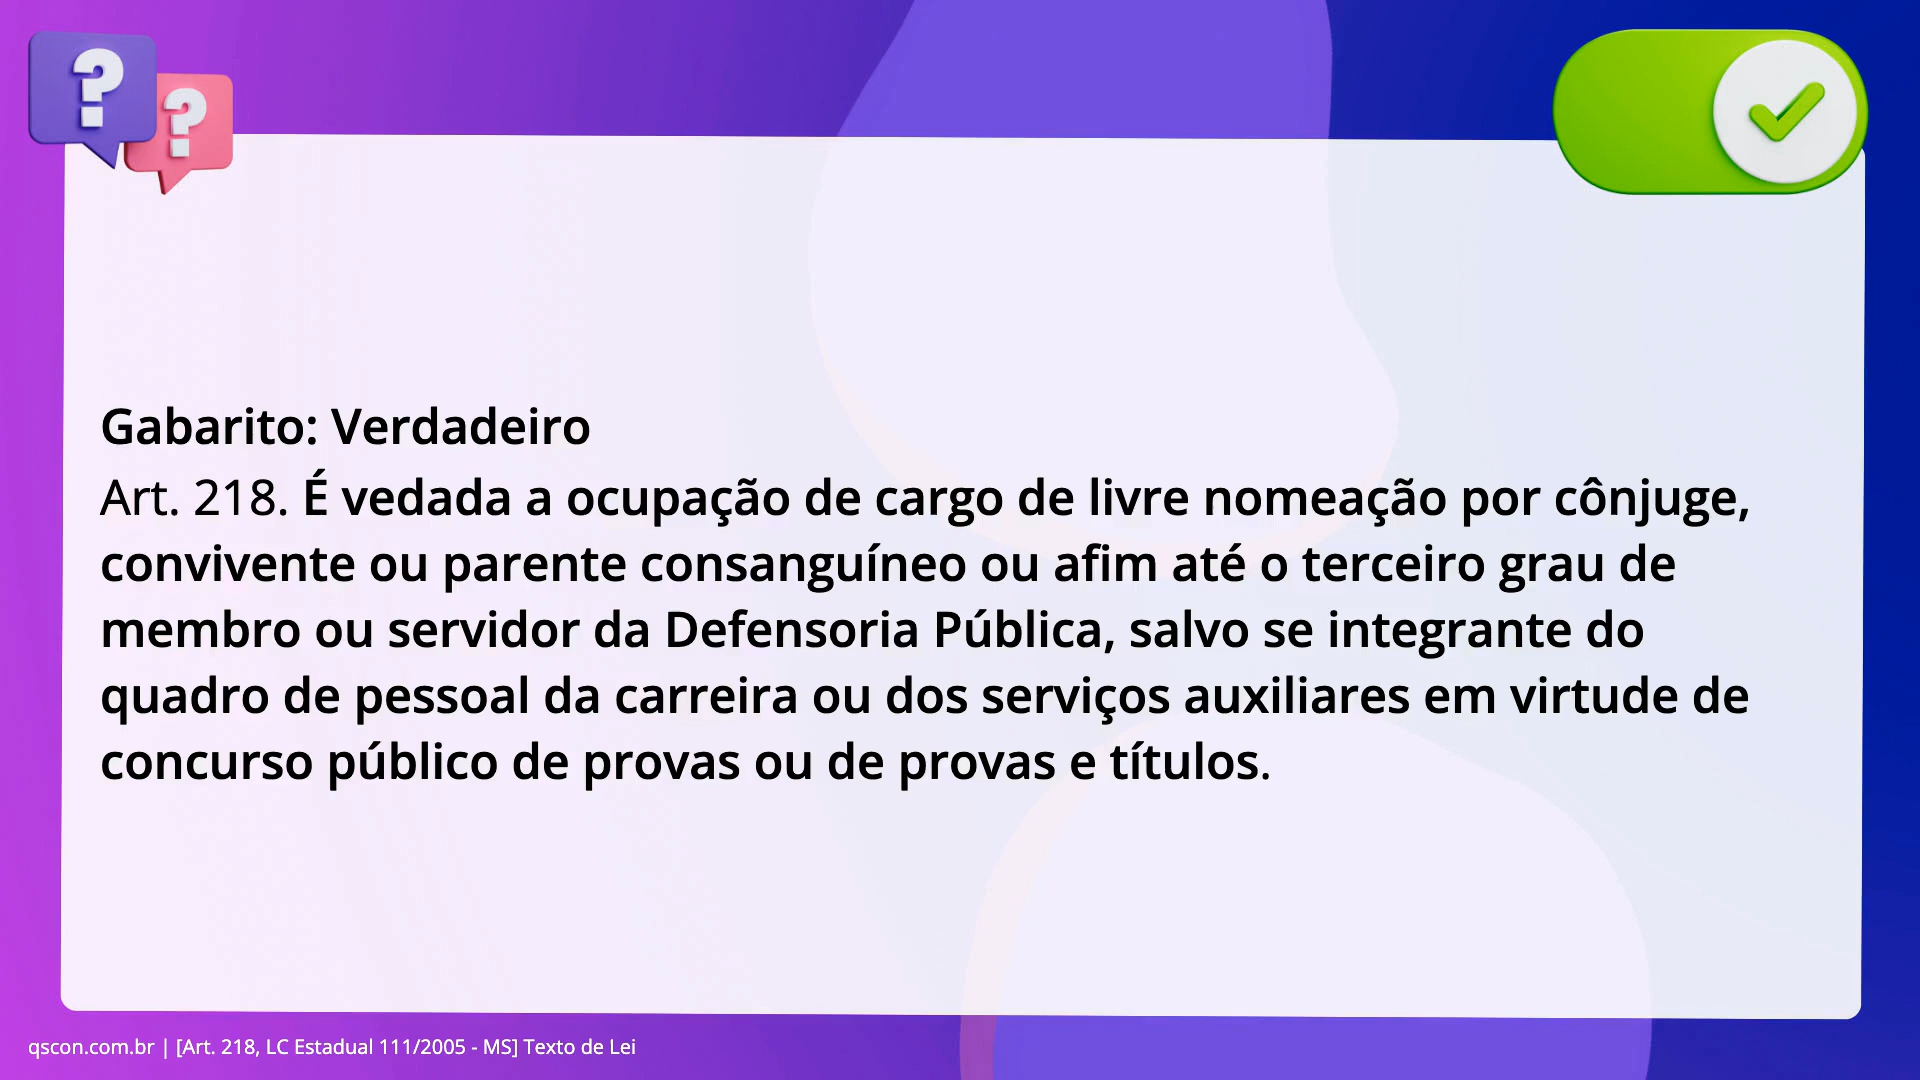 ? ?
Gabarito: Verdadeiro
Art. 218. É vedada a ocupação de cargo de livre nomeação por cônjuge,
convivente ou parente consanguíneo ou afim até o terceiro grau de
membro ou servidor da Defensoria Pública, salvo se integrante do
quadro de pessoal da carreira ou dos serviços auxiliares em virtude de
concurso público de provas ou de provas e títulos.
qscon.com.br | [Art. 218, LC Estadual 111/2005 - MS] Texto de Lei